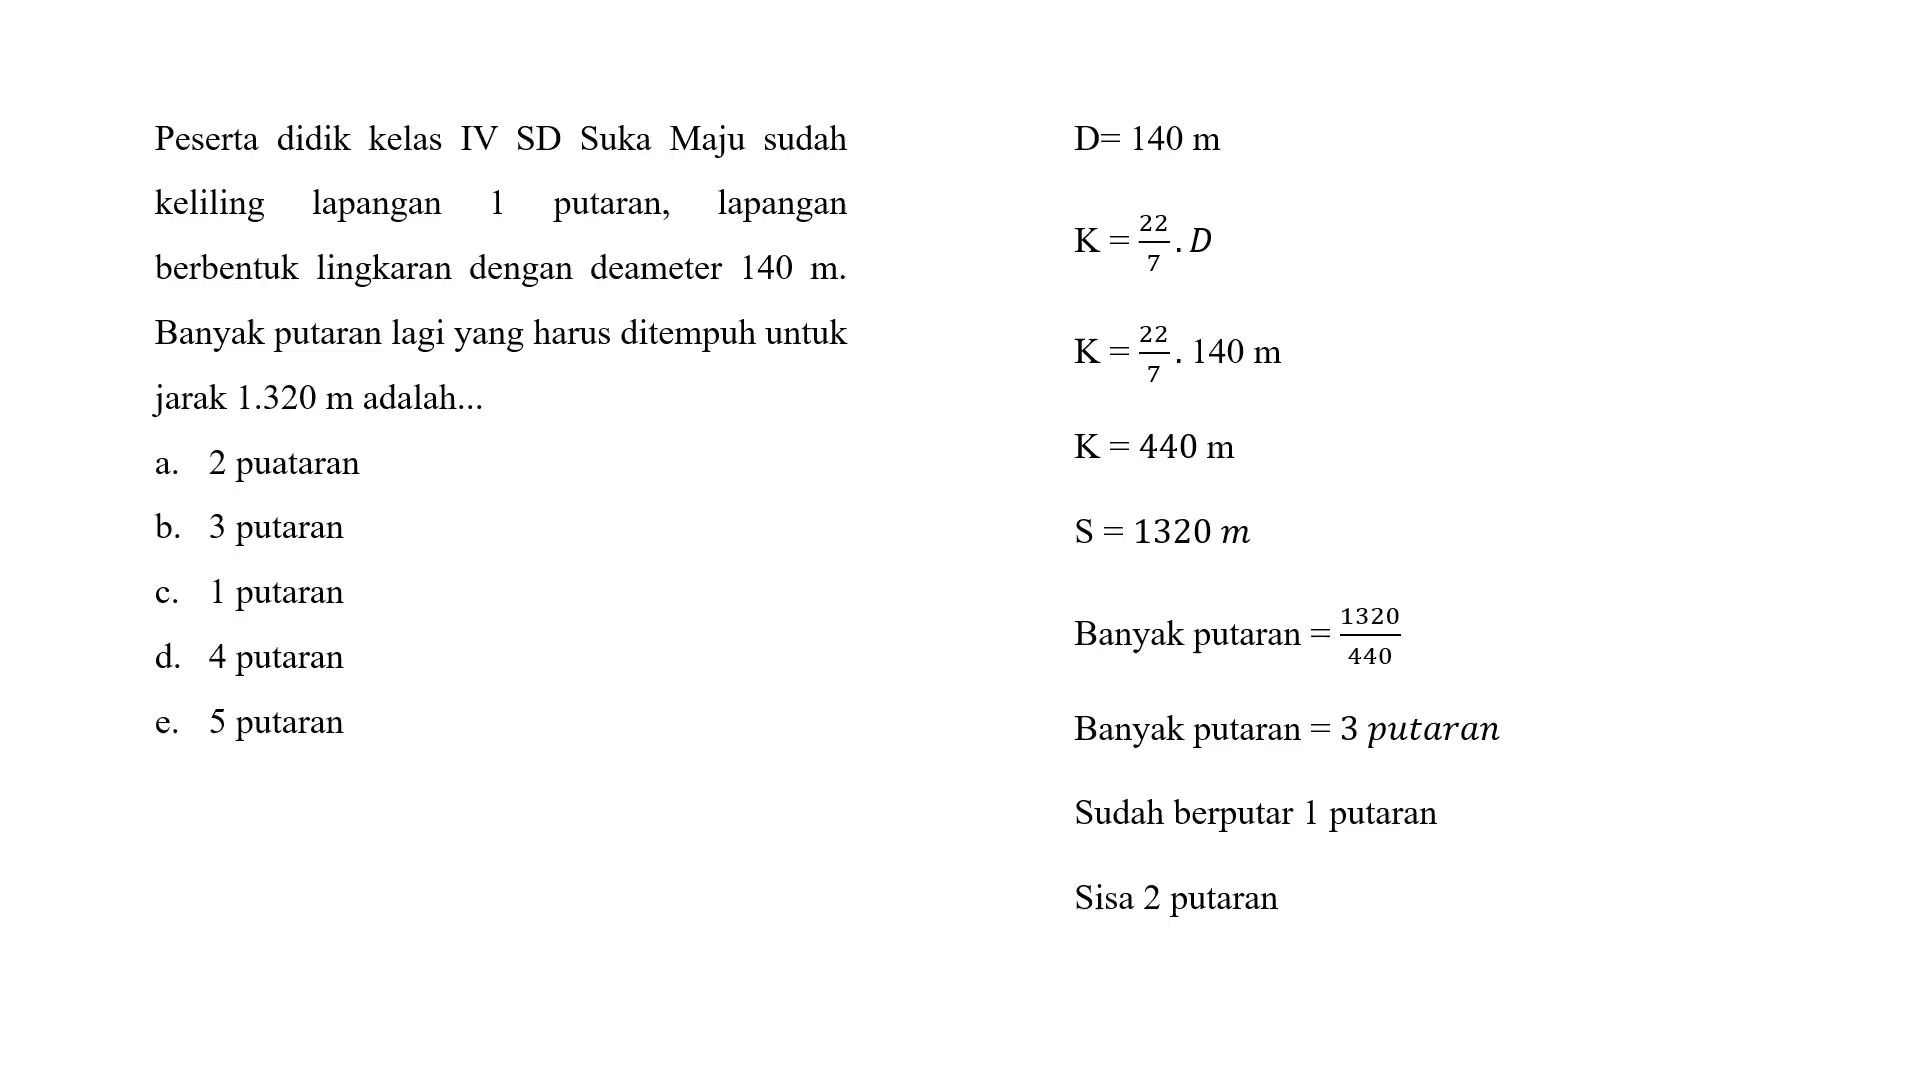 Peserta didik kelas IV SD Suka Maju sudah
keliling lapangan 1 putaran, lapangan
berbentuk lingkaran dengan deameter 140 m.
Banyak putaran lagi yang harus ditempuh untuk
jarak 1.320 m adalah...
a. 2 puataran
b. 3 putaran
c. 1 putaran
d. 4 putaran
e. 5 putaran
D= 140 m
K = 22/7 . D
K = 22/7 . 140 m
K = 440 m
S = 1320 m
Banyak putaran = 1320/440
Banyak putaran = 3 putaran
Sudah berputar 1 putaran
Sisa 2 putaran